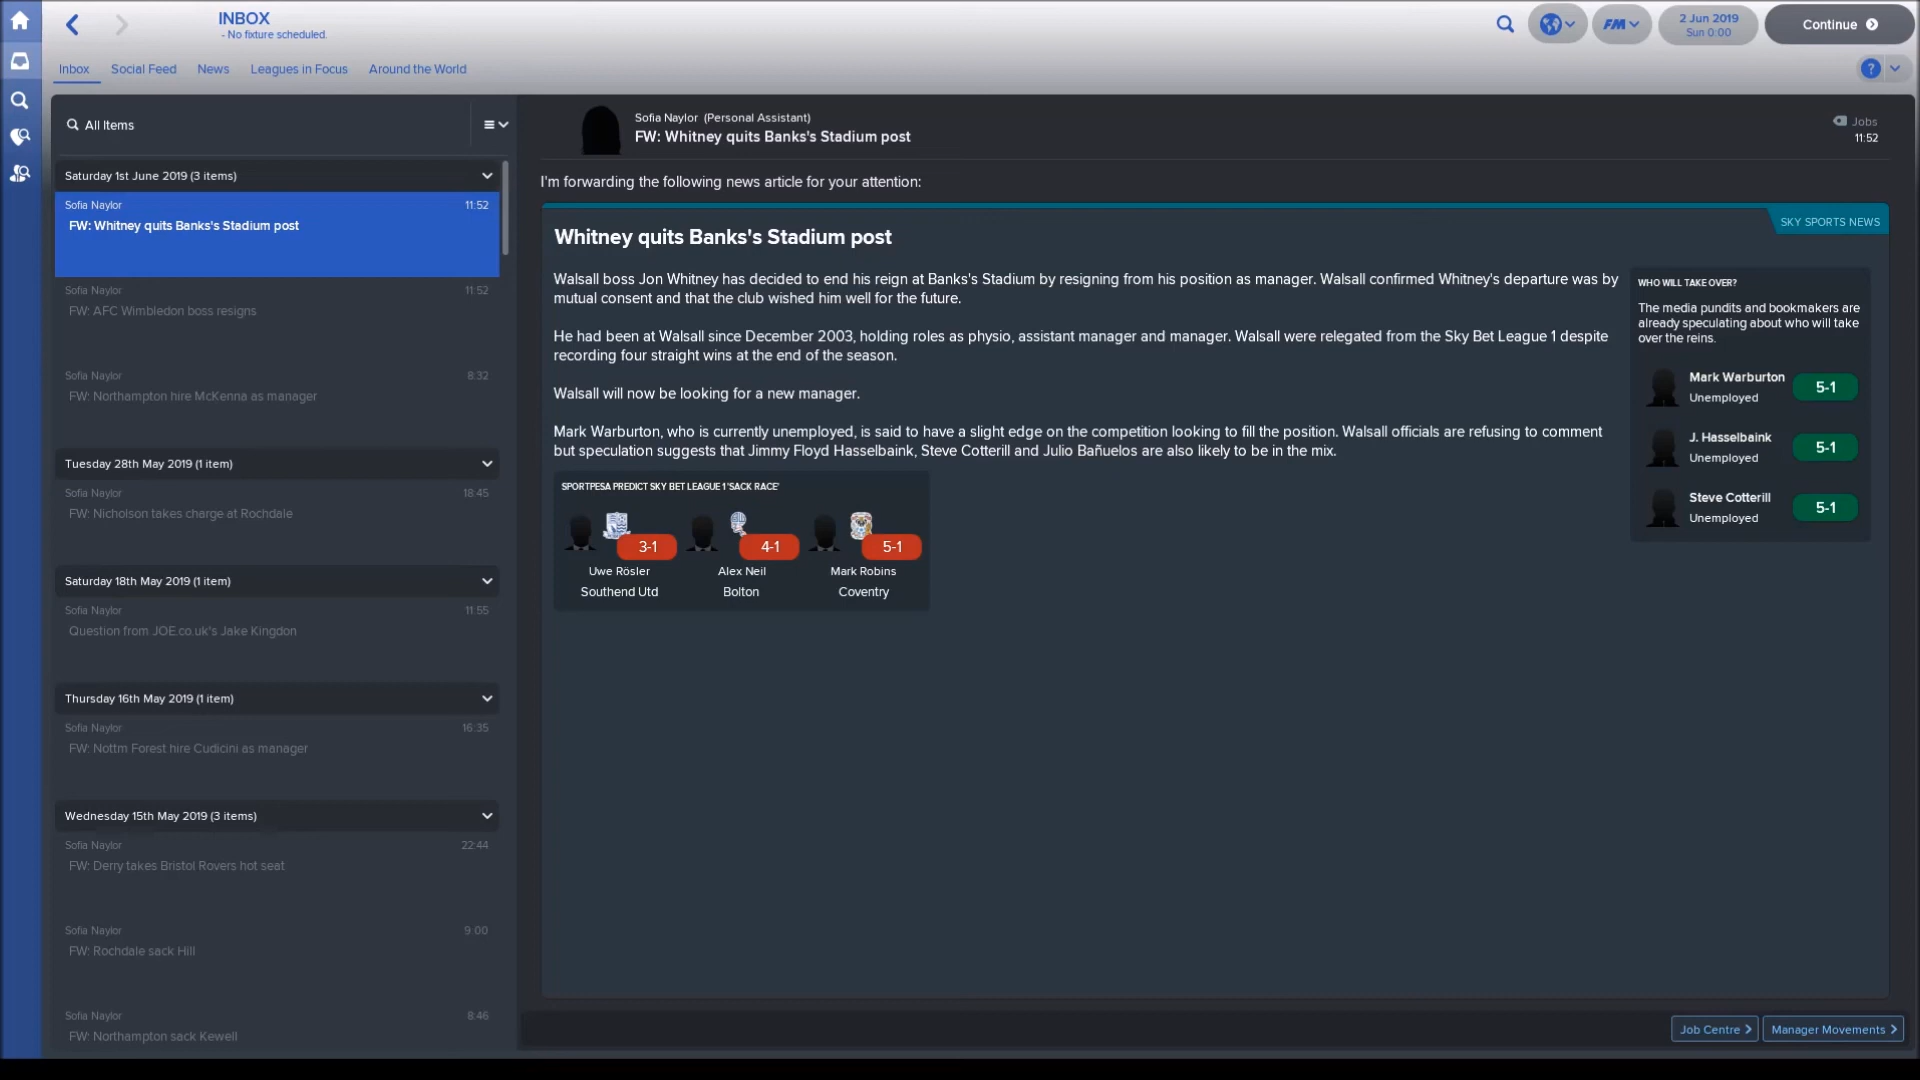 INBOX
- No fixture scheduled.
FM
2 Jun 2019
Sun 0:00
Continue
Inbox
Social Feed
News
Leagues in Focus
Around the World
?
All Items
Saturday 1st June 2019 (3 items)
Sofia Naylor 11:52
FW: Whitney quits Banks's Stadium post
Sofia Naylor 11:52
FW: AFC Wimbledon boss resigns
Sofia Naylor 8:32
FW: Northampton hire McKenna as manager
Tuesday 28th May 2019 (1 item)
Sofia Naylor 18:45
FW: Nicholson takes charge at Rochdale
Saturday 18th May 2019 (1 item)
Sofia Naylor 11:55
Question from JOE.co.uk's Jake Kingdon
Thursday 16th May 2019 (1 item)
Sofia Naylor 16:35
FW: Nottm Forest hire Cudicini as manager
Wednesday 15th May 2019 (3 items)
Sofia Naylor 22:44
FW: Derry takes Bristol Rovers hot seat
Sofia Naylor 9:00
FW: Rochdale sack Hill
Sofia Naylor 8:46
FW: Northampton sack Kewell
Sofia Naylor (Personal Assistant)
FW: Whitney quits Banks's Stadium post
Jobs
11:52
I'm forwarding the following news article for your attention:
SKY SPORTS NEWS
Whitney quits Banks's Stadium post
Walsall boss Jon Whitney has decided to end his reign at Banks's Stadium by resigning from his position as manager. Walsall confirmed Whitney's departure was by
mutual consent and that the club wished him well for the future.
He had been at Walsall since December 2003, holding roles as physio, assistant manager and manager. Walsall were relegated from the Sky Bet League 1 despite
recording four straight wins at the end of the season.
Walsall will now be looking for a new manager.
Mark Warburton, who is currently unemployed, is said to have a slight edge on the competition looking to fill the position. Walsall officials are refusing to comment
but speculation suggests that Jimmy Floyd Hasselbaink, Steve Cotterill and Julio Bañuelos are also likely to be in the mix.
SPORTPESA PREDICT SKY BET LEAGUE 1 'SACK RACE'
3-1
4-1
5-1
Uwe Rösler
Alex Neil
Mark Robins
Southend Utd
Bolton
Coventry
WHO WILL TAKE OVER?
The media pundits and bookmakers are
already speculating about who will take
over the reins.
Mark Warburton
Unemployed
5-1
J. Hasselbaink
Unemployed
5-1
Steve Cotterill
Unemployed
5-1
Job Centre
Manager Movements